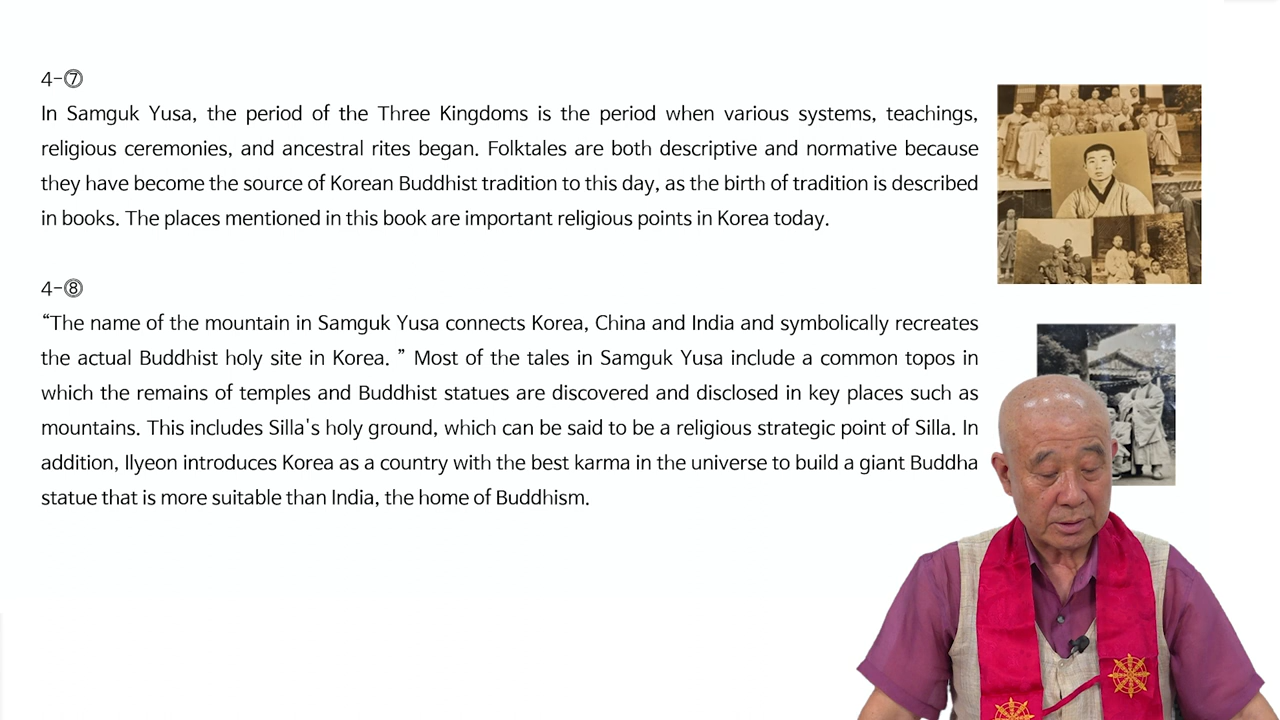 4-⑦
In Samguk Yusa, the period of the Three Kingdoms is the period when various systems, teachings,
religious ceremonies, and ancestral rites began. Folktales are both descriptive and normative because
they have become the source of Korean Buddhist tradition to this day, as the birth of tradition is described
in books. The places mentioned in this book are important religious points in Korea today.
4-⑧
“The name of the mountain in Samguk Yusa connects Korea, China and India and symbolically recreates
the actual Buddhist holy site in Korea. ” Most of the tales in Samguk Yusa include a common topos in
which the remains of temples and Buddhist statues are discovered and disclosed in key places such as
mountains. This includes Silla's holy ground, which can be said to be a religious strategic point of Silla. In
addition, Ilyeon introduces Korea as a country with the best karma in the universe to build a giant Buddha
statue that is more suitable than India, the home of Buddhism.